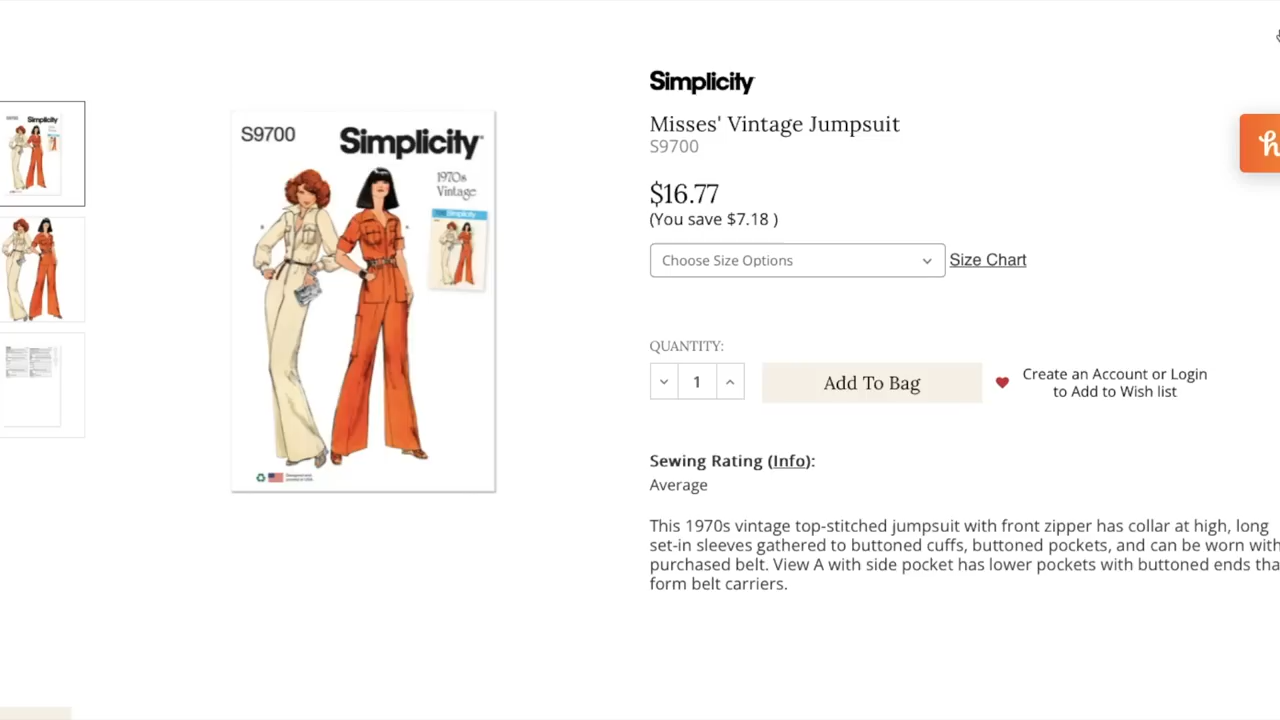 Simplicity
Misses' Vintage Jumpsuit
S9700
$16.77
(You save $7.18 )
Choose Size Options
Size Chart
QUANTITY:
1
Add To Bag
Create an Account or Login
to Add to Wish list
Sewing Rating (Info):
Average
This 1970s vintage top-stitched jumpsuit with front zipper has collar at high, long
set-in sleeves gathered to buttoned cuffs, buttoned pockets, and can be worn with
purchased belt. View A with side pocket has lower pockets with buttoned ends tha
form belt carriers.
S9700
Simplicity
1970s
Vintage
Simplicity
Simplicity
h